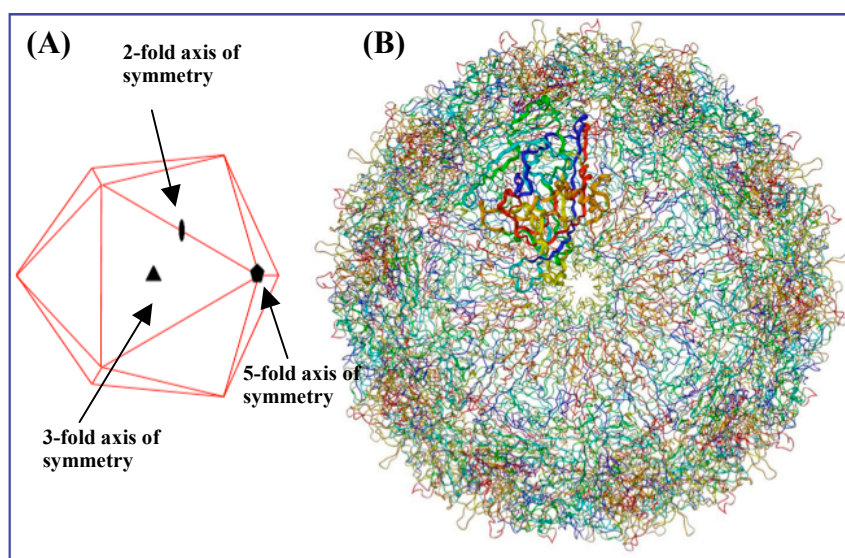 (A)
2-fold axis of
symmetry
(B)
5-fold axis of
symmetry
3-fold axis of
symmetry